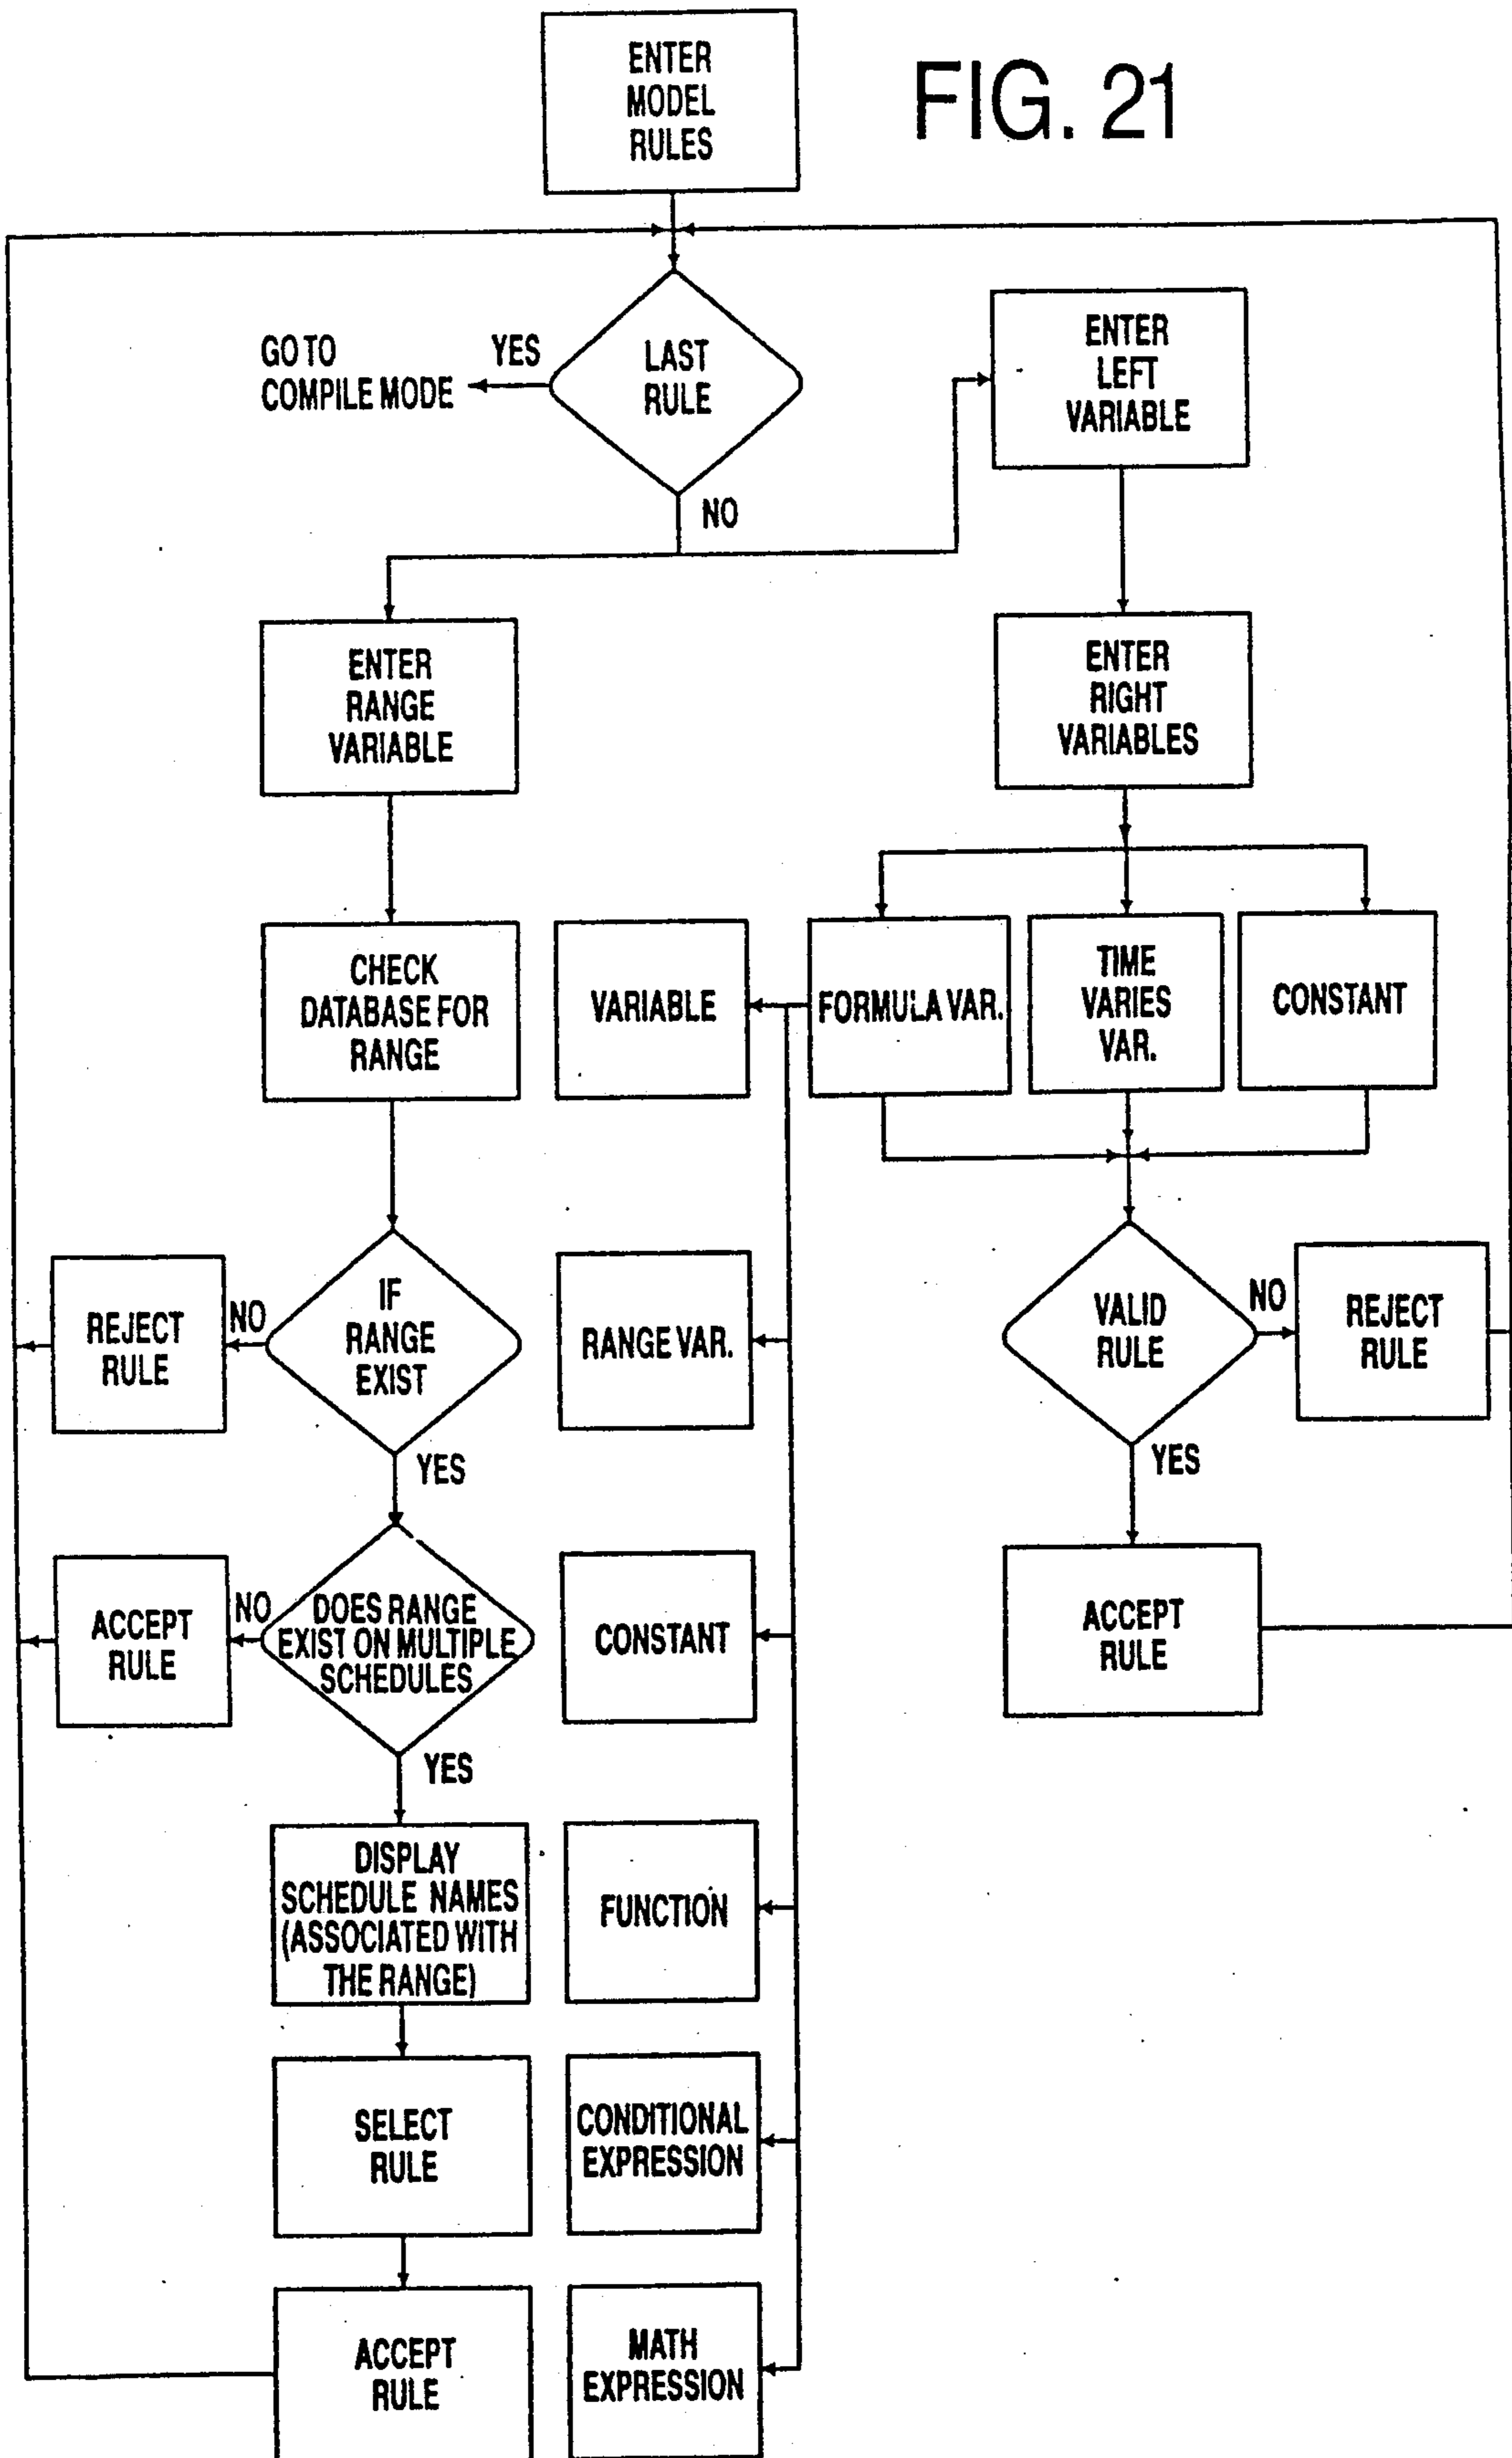 FIG. 21
ENTER
MODEL
RULES
LAST
RULE
YES
GO TO
COMPILE MODE
NO
ENTER
LEFT
VARIABLE
ENTER
RANGE
VARIABLE
ENTER
RIGHT
VARIABLES
CHECK
DATABASE FOR
RANGE
VARIABLE
FORMULA VAR.
TIME
VARIES
VAR.
CONSTANT
IF
RANGE
EXIST
NO
REJECT
RULE
YES
RANGE VAR.
VALID
RULE
NO
REJECT
RULE
YES
ACCEPT
RULE
DOES RANGE
EXIST ON MULTIPLE
SCHEDULES
NO
ACCEPT
RULE
YES
CONSTANT
DISPLAY
SCHEDULE NAMES
(ASSOCIATED WITH
THE RANGE)
FUNCTION
SELECT
RULE
CONDITIONAL
EXPRESSION
ACCEPT
RULE
MATH
EXPRESSION